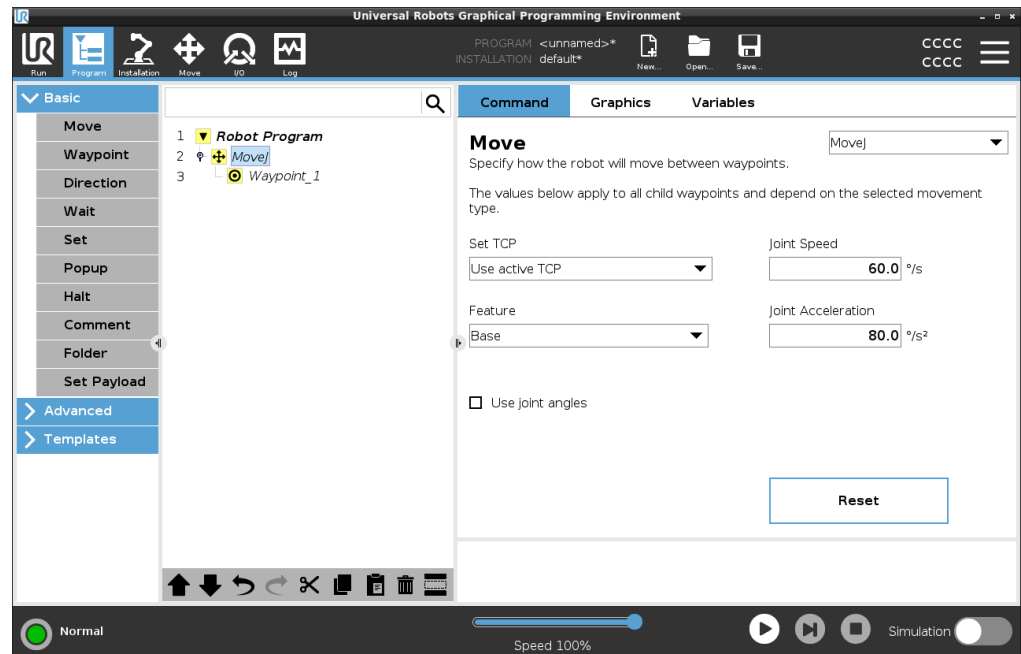 Universal Robots Graphical Programming Environment
UR
Run
Program
Installation
Move
I/O
Log
PROGRAM <unnamed>*
INSTALLATION default*
New...
Open...
Save...
CCCC
CCCC
Basic
Move
Waypoint
Direction
Wait
Set
Popup
Halt
Comment
Folder
Set Payload
Advanced
Templates
1 Robot Program
2 MoveJ
3 Waypoint_1
Command Graphics Variables
Move
MoveJ
Specify how the robot will move between waypoints.
The values below apply to all child waypoints and depend on the selected movement
type.
Set TCP
Joint Speed
Use active TCP
60.0 °/s
Feature
Joint Acceleration
Base
80.0 °/s²
Use joint angles
Reset
Normal
Speed 100%
Simulation